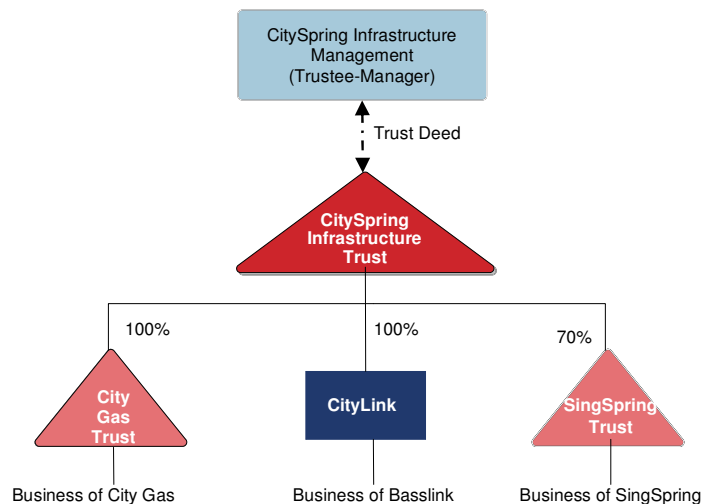 CitySpring Infrastructure
Management
(Trustee-Manager)
Trust Deed
CitySpring
Infrastructure
Trust
100%
100%
70%
City
Gas
Trust
CityLink
SingSpring
Trust
Business of City Gas
Business of Basslink
Business of SingSpring